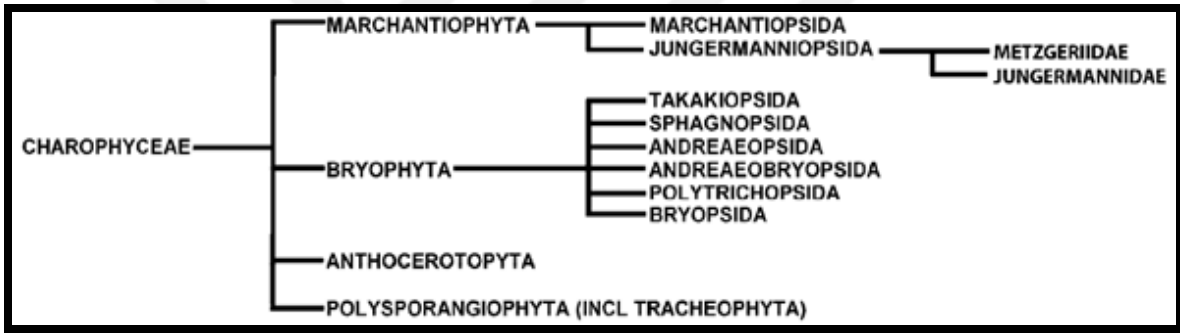 MARCHANTIOPHYTA
MARCHANTIOPSIDA
JUNGERMANNIOPSIDA
METZGERIIDAE
JUNGERMANNIDAE
TAKAKIOPSIDA
SPHAGNOPSIDA
ANDREAEOPSIDA
CHAROPHYCEAE
BRYOPHYTA
ANDREAEOBRYOPSIDA
POLYTRICHOPSIDA
BRYOPSIDA
ANTHOCEROTOPYTA
POLYSPORANGIOPHYTA (INCL TRACHEOPHYTA)